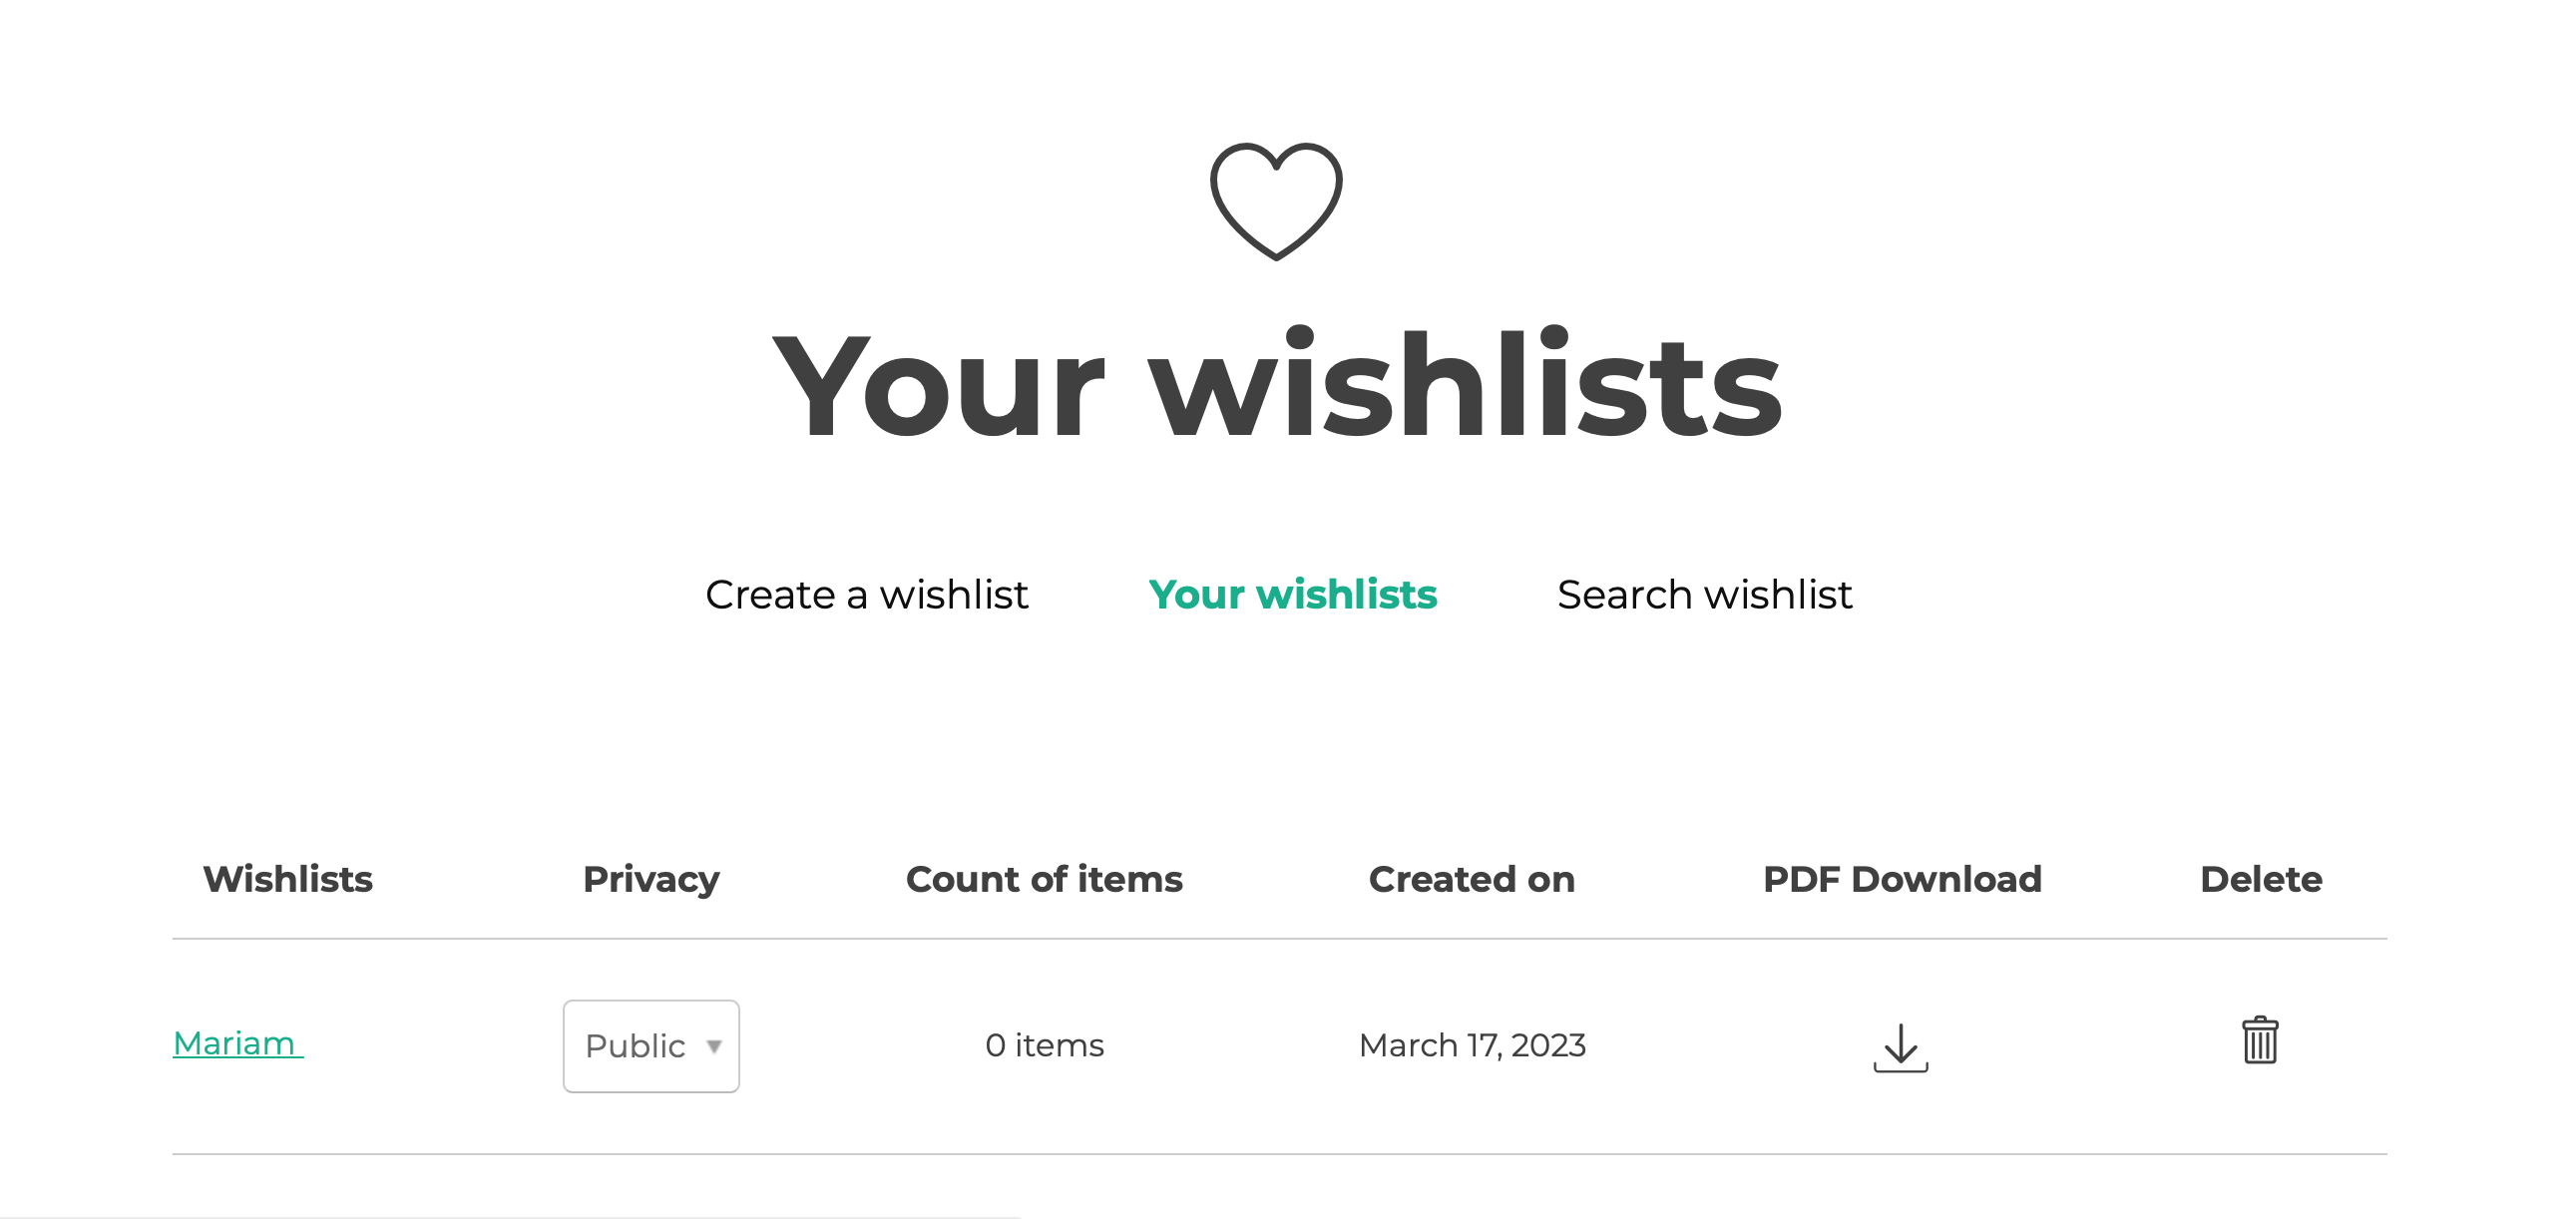 Your wishlists
Create a wishlist Your wishlists Search wishlist
Wishlists Privacy Count of items Created on PDF Download Delete
Mariam Public 0 items March 17, 2023